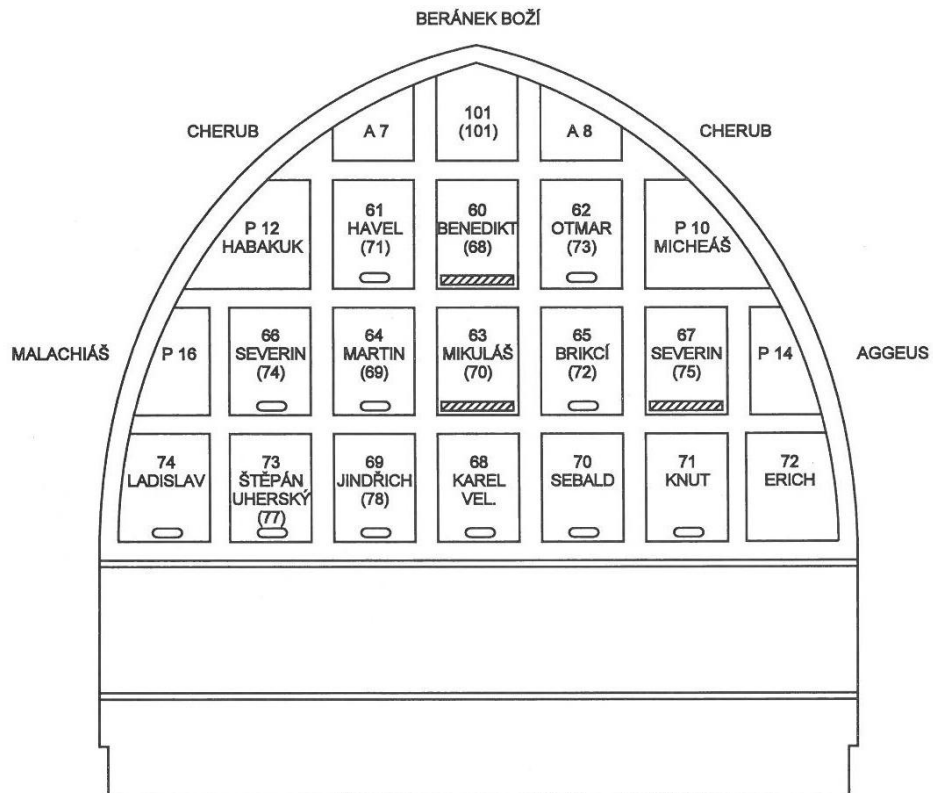 BERÁNEK BOŽÍ
CHERUB
A 7
101
(101)
A 8
CHERUB
P 12
HABAKUK
61
HAVEL
(71)
60
BENEDIKT
(68)
62
OTMAR
(73)
P 10
MICHEÁŠ
MALACHIÁŠ
P 16
66
SEVERIN
(74)
64
MARTIN
(69)
63
MIKULÁŠ
(70)
65
BRIKCÍ
(72)
67
SEVERIN
(75)
P 14
AGGEUS
74
LADISLAV
73
ŠTĚPÁN
UHERSKÝ
(77)
69
JINDŘICH
(78)
68
KAREL
VEL.
70
SEBALD
71
KNUT
72
ERICH